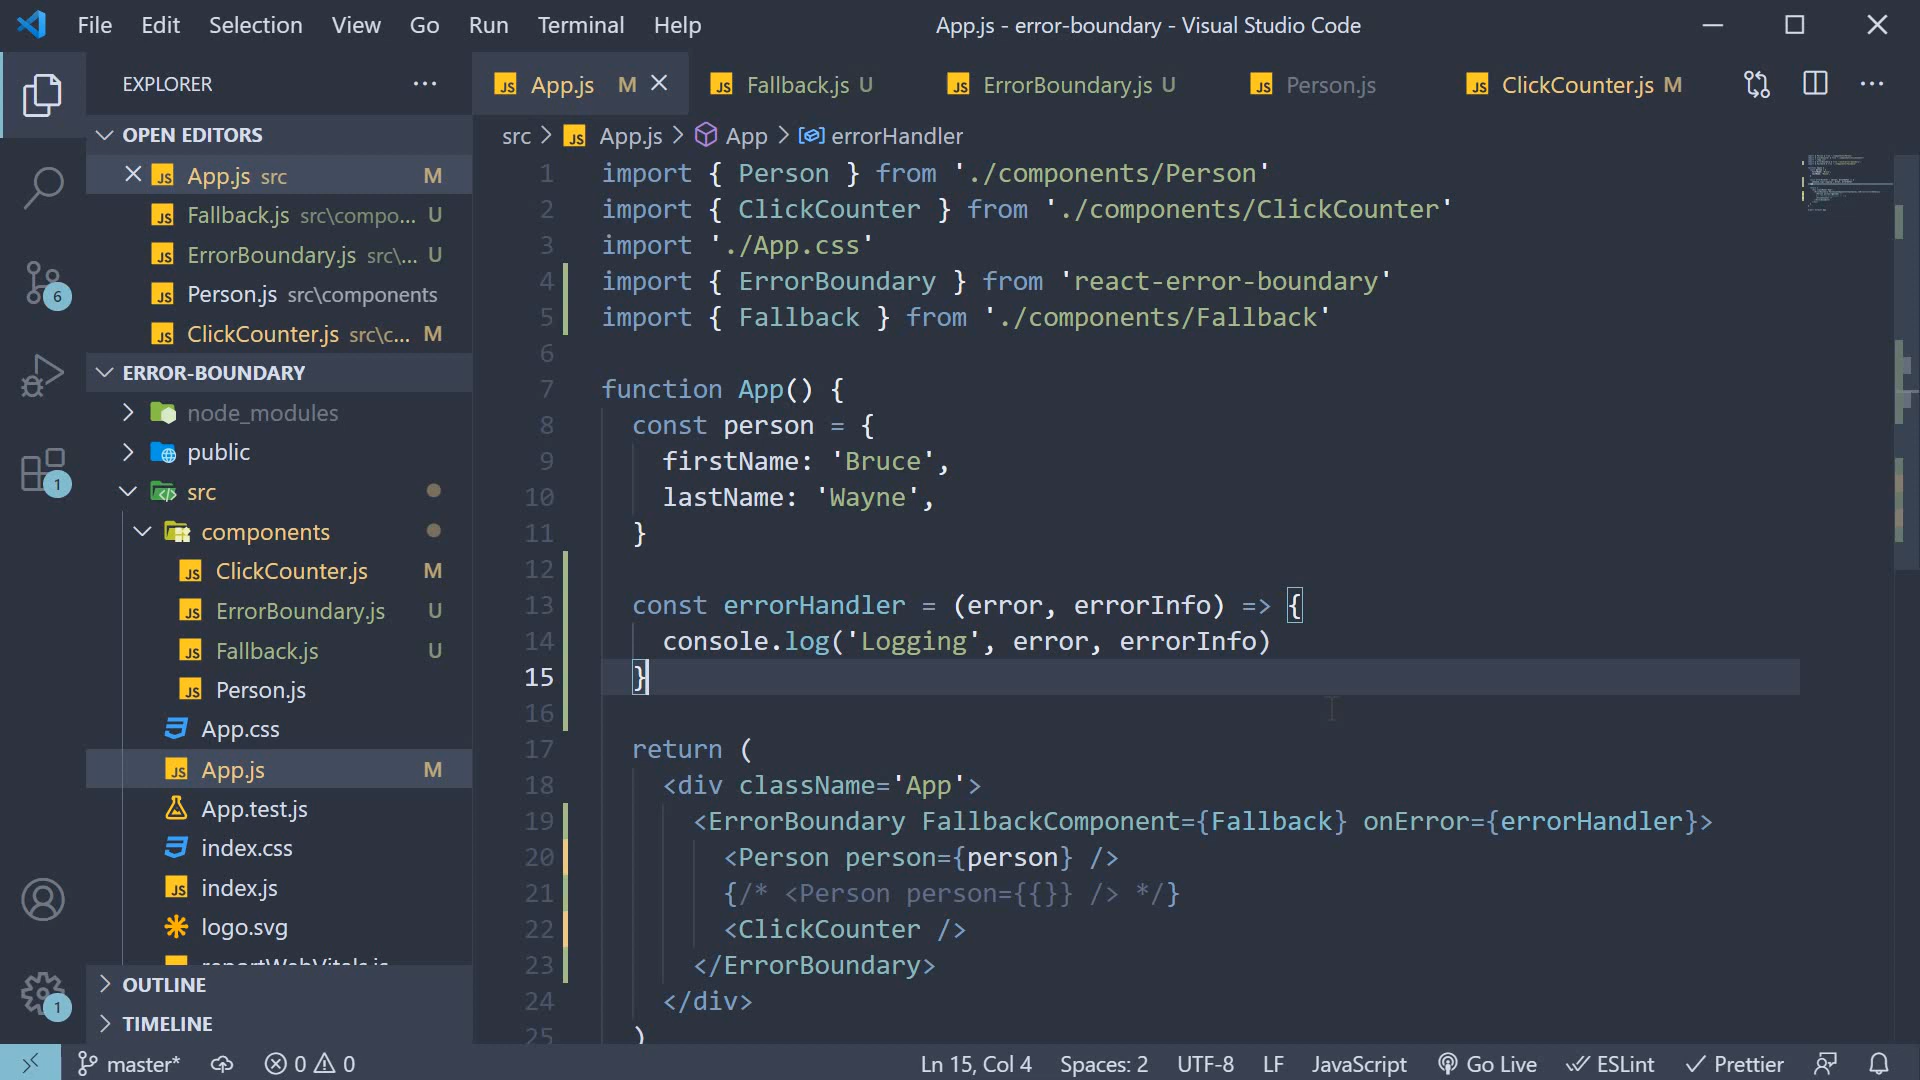 File Edit Selection View Go Run Terminal Help
App.js - error-boundary - Visual Studio Code
EXPLORER
OPEN EDITORS
App.js src M
Fallback.js src\compo... U
ErrorBoundary.js src\... U
Person.js src\components
ClickCounter.js src\c... M
ERROR-BOUNDARY
node_modules
public
src
components
ClickCounter.js M
ErrorBoundary.js U
Fallback.js U
Person.js
App.css
App.js M
App.test.js
index.css
index.js
logo.svg
reportWebVitals.js
OUTLINE
TIMELINE
6
1
1
App.js M Fallback.js U ErrorBoundary.js U Person.js ClickCounter.js M
src > App.js > App > errorHandler
1 import { Person } from './components/Person'
2 import { ClickCounter } from './components/ClickCounter'
3 import './App.css'
4 import { ErrorBoundary } from 'react-error-boundary'
5 import { Fallback } from './components/Fallback'
6
7 function App() {
8 const person = {
9 firstName: 'Bruce',
10 lastName: 'Wayne',
11 }
12
13 const errorHandler = (error, errorInfo) => {
14 console.log('Logging', error, errorInfo)
15 }
16
17 return (
18 <div className='App'>
19 <ErrorBoundary FallbackComponent={Fallback} onError={errorHandler}>
20 <Person person={person} />
21 {/* <Person person={{}} /> */}
22 <ClickCounter />
23 </ErrorBoundary>
24 </div>
25 )
master* 0 0 Ln 15, Col 4 Spaces: 2 UTF-8 LF JavaScript Go Live ESLint Prettier